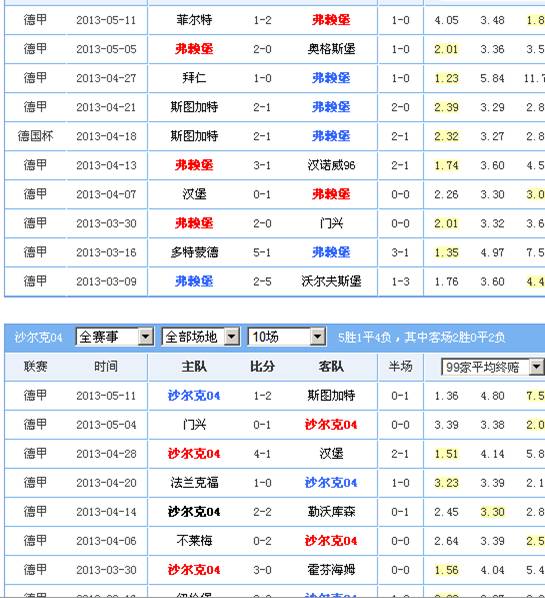 德甲 2013-05-11 菲尔特 1-2 弗赖堡 1-0 4.05 3.48 1.8
德甲 2013-05-05 弗赖堡 2-0 奥格斯堡 1-0 2.01 3.36 3.5
德甲 2013-04-27 拜仁 1-0 弗赖堡 1-0 1.23 5.84 11.7
德甲 2013-04-21 斯图加特 2-1 弗赖堡 2-0 2.39 3.29 2.8
德国杯 2013-04-18 斯图加特 2-1 弗赖堡 2-1 2.32 3.27 2.8
德甲 2013-04-13 弗赖堡 3-1 汉诺威96 2-1 1.74 3.60 4.5
德甲 2013-04-07 汉堡 0-1 弗赖堡 0-0 2.26 3.30 3.0
德甲 2013-03-30 弗赖堡 2-0 门兴 0-0 2.01 3.32 3.6
德甲 2013-03-16 多特蒙德 5-1 弗赖堡 3-1 1.35 4.97 7.5
德甲 2013-03-09 弗赖堡 2-5 沃尔夫斯堡 1-3 1.76 3.60 4.4
沙尔克04 全赛事 全部场地 10场 5胜1平4负，其中客场2胜0平2负
联赛 时间 主队 比分 客队 半场 99家平均终赔
德甲 2013-05-11 沙尔克04 1-2 斯图加特 0-1 1.36 4.80 7.5
德甲 2013-05-04 门兴 0-1 沙尔克04 0-0 3.39 3.38 2.0
德甲 2013-04-28 沙尔克04 4-1 汉堡 2-1 1.51 4.14 5.8
德甲 2013-04-20 法兰克福 1-0 沙尔克04 1-0 3.23 3.39 2.1
德甲 2013-04-14 沙尔克04 2-2 勒沃库森 0-1 2.45 3.30 2.8
德甲 2013-04-06 不莱梅 0-2 沙尔克04 0-0 2.64 3.39 2.5
德甲 2013-03-30 沙尔克04 3-0 霍芬海姆 0-0 1.56 4.04 5.4